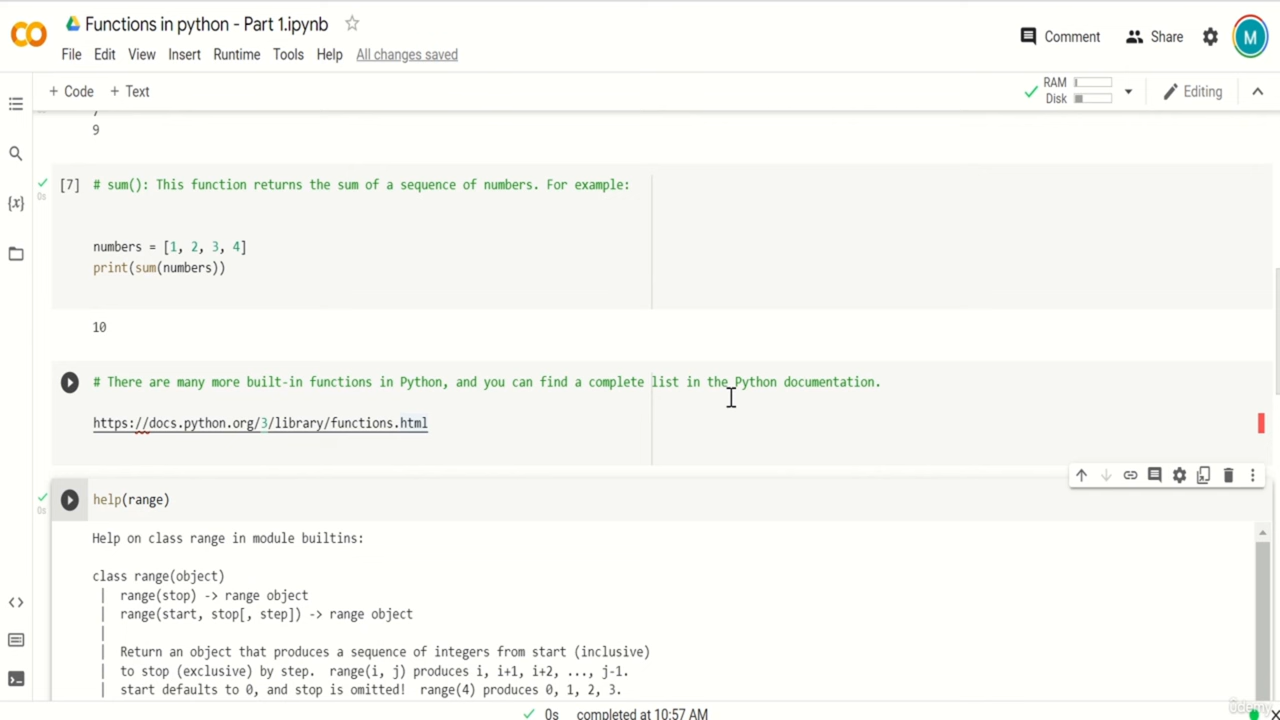 Functions in python - Part 1.ipynb
File Edit View Insert Runtime Tools Help All changes saved
Comment Share M
+ Code + Text
RAM
Disk
Editing
9
[7] # sum(): This function returns the sum of a sequence of numbers. For example:
0s
numbers = [1, 2, 3, 4]
print(sum(numbers))
10
# There are many more built-in functions in Python, and you can find a complete list in the Python documentation.
https://docs.python.org/3/library/functions.html
help(range)
0s
Help on class range in module builtins:
class range(object)
| range(stop) -> range object
| range(start, stop[, step]) -> range object
|
| Return an object that produces a sequence of integers from start (inclusive)
| to stop (exclusive) by step. range(i, j) produces i, i+1, i+2, ..., j-1.
| start defaults to 0, and stop is omitted! range(4) produces 0, 1, 2, 3.
0s completed at 10:57 AM
udemy